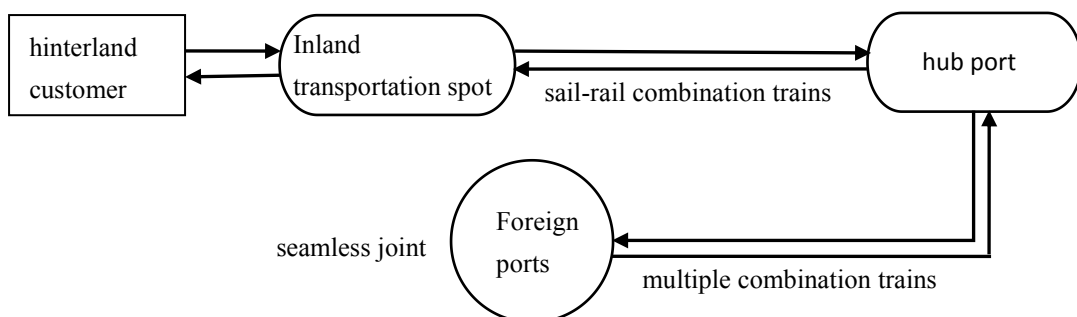 hinterland
customer
Inland
transportation spot
hub port
sail-rail combination trains
Foreign
ports
seamless joint
multiple combination trains